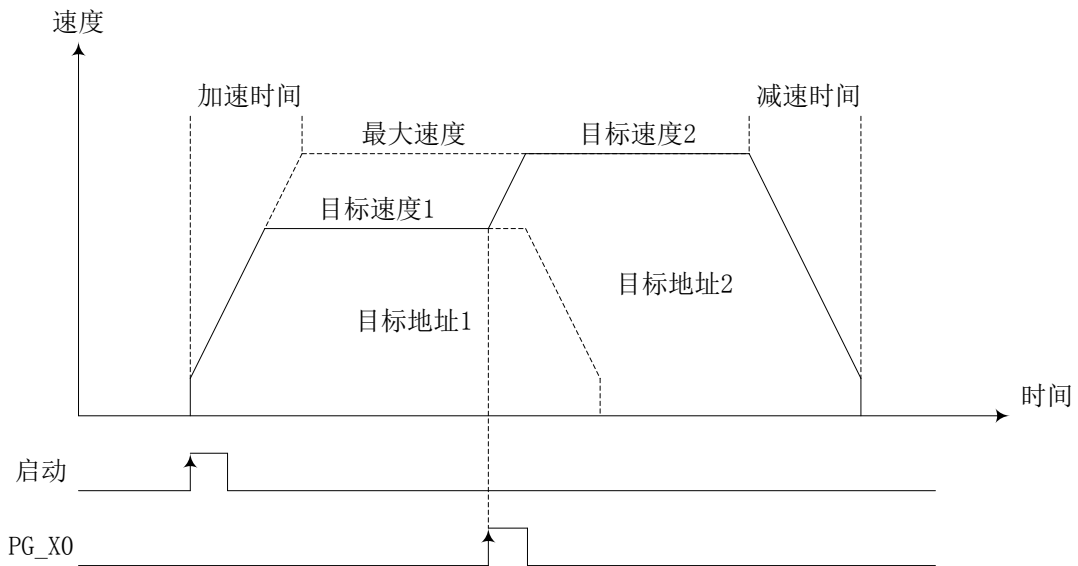 速度
加速时间
减速时间
最大速度
目标速度2
目标速度1
目标地址2
目标地址1
时间
启动
PG_X0